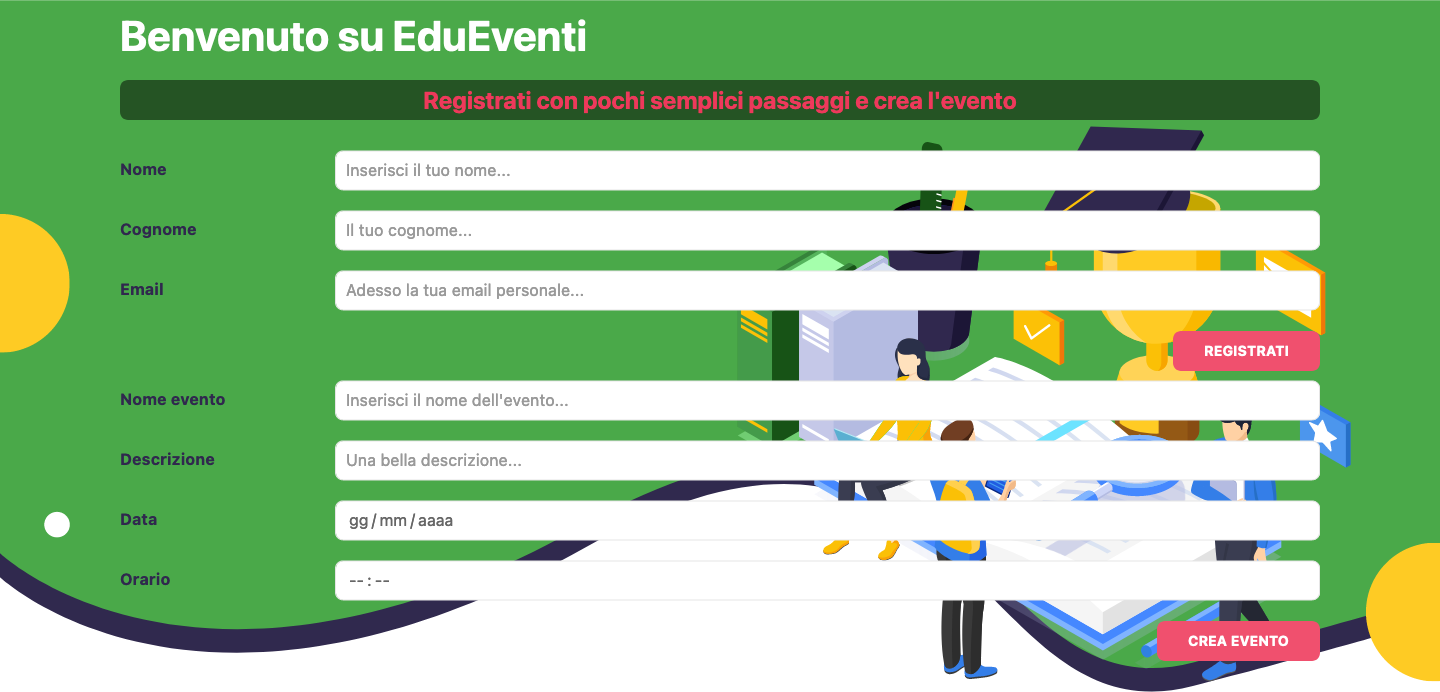 Benvenuto su EduEventi
Registrati con pochi semplici passaggi e crea l'evento
Nome
Inserisci il tuo nome...
Cognome
Il tuo cognome...
Email
Adesso la tua email personale...
REGISTRATI
Nome evento
Inserisci il nome dell'evento...
Descrizione
Una bella descrizione...
Data
gg/mm/aaaa
Orario
--:--
CREA EVENTO